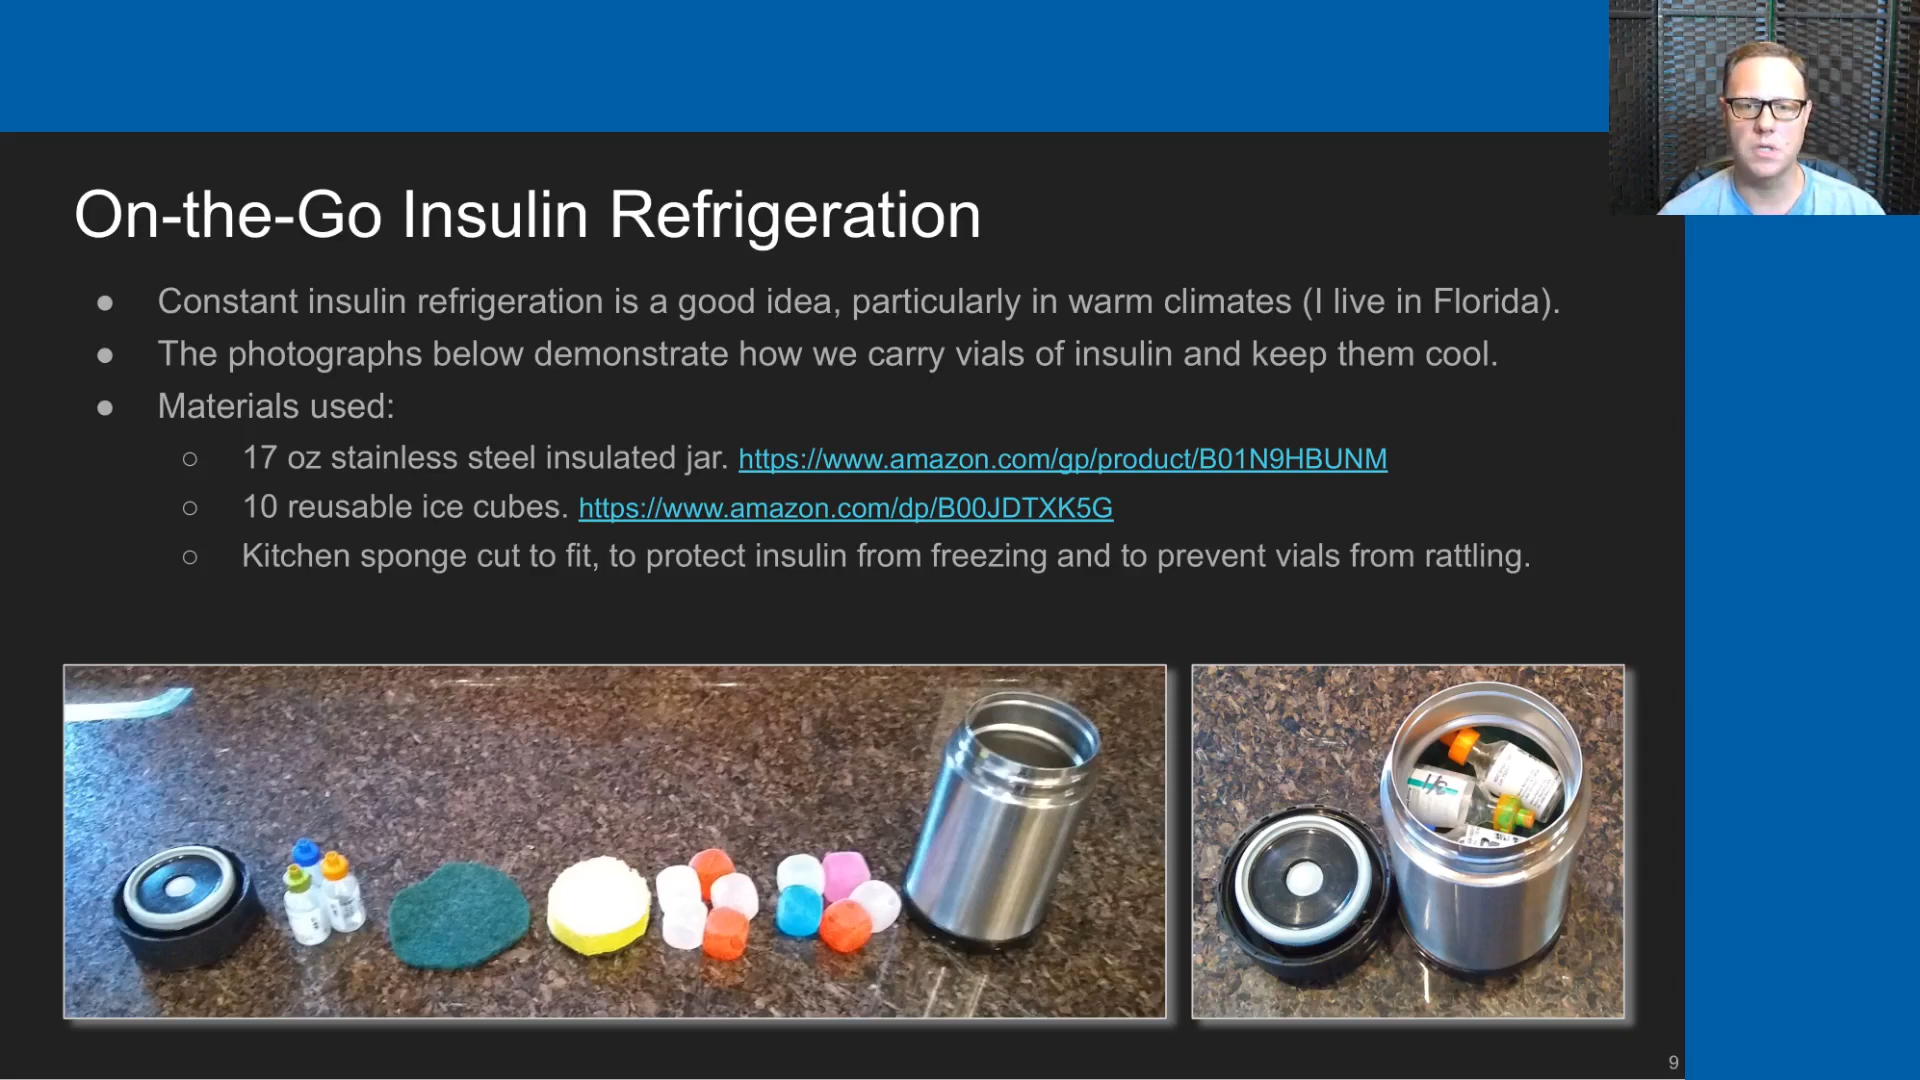 On-the-Go Insulin Refrigeration
● Constant insulin refrigeration is a good idea, particularly in warm climates (I live in Florida).
● The photographs below demonstrate how we carry vials of insulin and keep them cool.
● Materials used:
○ 17 oz stainless steel insulated jar. https://www.amazon.com/gp/product/B01N9HBUNM
○ 10 reusable ice cubes. https://www.amazon.com/dp/B00JDTXK5G
○ Kitchen sponge cut to fit, to protect insulin from freezing and to prevent vials from rattling.
9